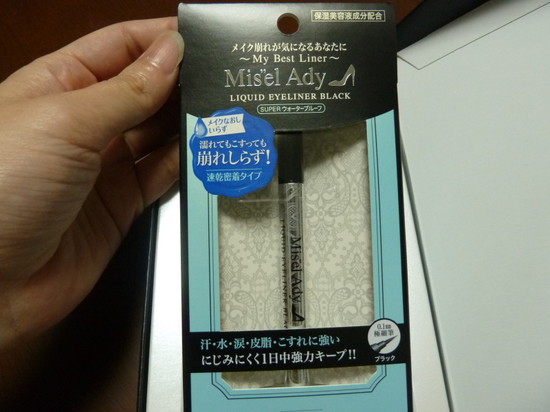 保湿美容液成分配合
メイク崩れが気になるあなたに
～My Best Liner～
Mis'el Ady
LIQUID EYELINER BLACK
SUPER ウォータープルーフ
メイクなおし
いらず
濡れてもこすっても
崩れしらず!
速乾密着タイプ
Mis'el Ady
汗・水・涙・皮脂・こすれに強い
にじみにくく1日中強力キープ!!
0.1mm
極細筆
ブラック